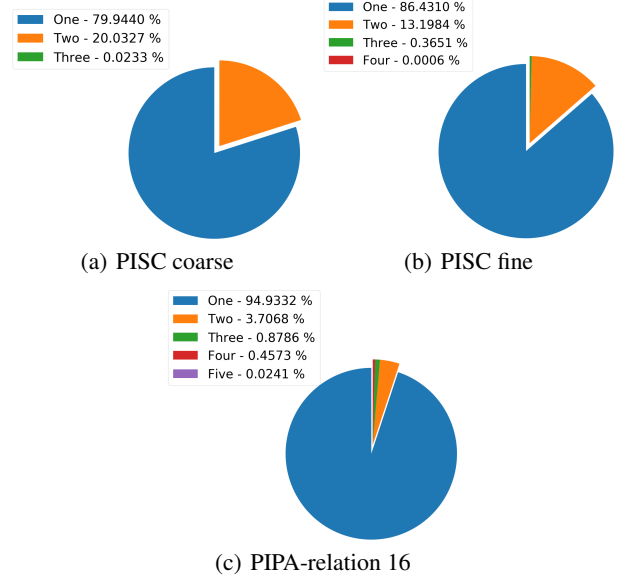 One - 79.9440 %
Two - 20.0327 %
Three - 0.0233 %
One - 86.4310 %
Two - 13.1984 %
Three - 0.3651 %
Four - 0.0006 %
(a) PISC coarse
(b) PISC fine
One - 94.9332 %
Two - 3.7068 %
Three - 0.8786 %
Four - 0.4573 %
Five - 0.0241 %
(c) PIPA-relation 16